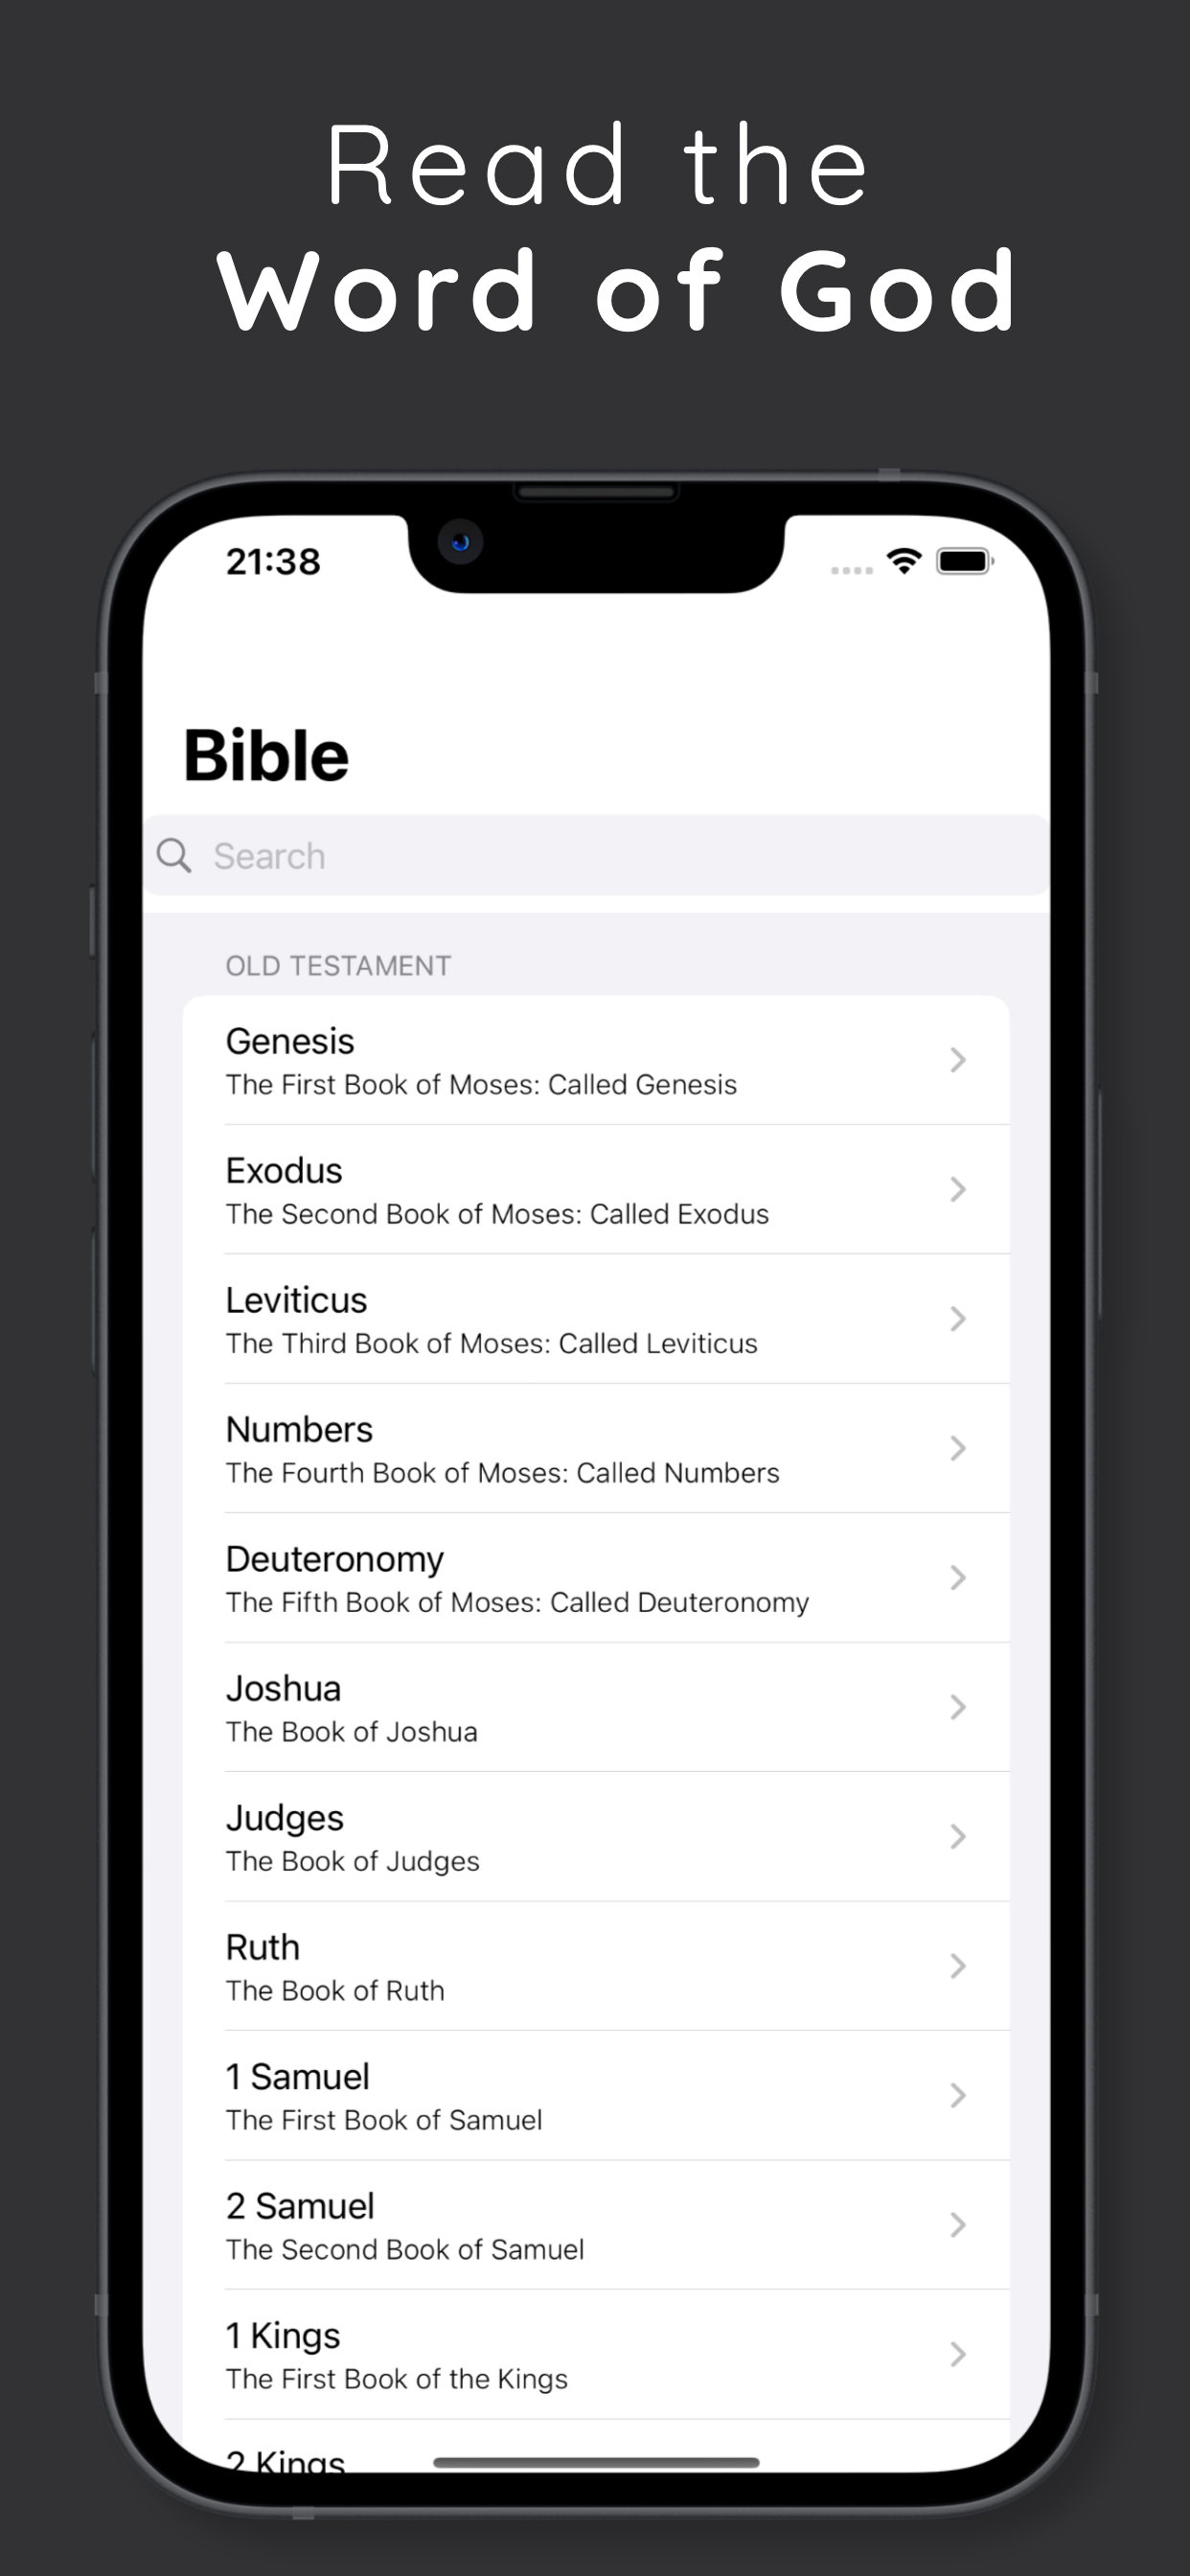 Read the
Word of God
21:38
Bible
Search
OLD TESTAMENT
Genesis
The First Book of Moses: Called Genesis
Exodus
The Second Book of Moses: Called Exodus
Leviticus
The Third Book of Moses: Called Leviticus
Numbers
The Fourth Book of Moses: Called Numbers
Deuteronomy
The Fifth Book of Moses: Called Deuteronomy
Joshua
The Book of Joshua
Judges
The Book of Judges
Ruth
The Book of Ruth
1 Samuel
The First Book of Samuel
2 Samuel
The Second Book of Samuel
1 Kings
The First Book of the Kings
2 Kings